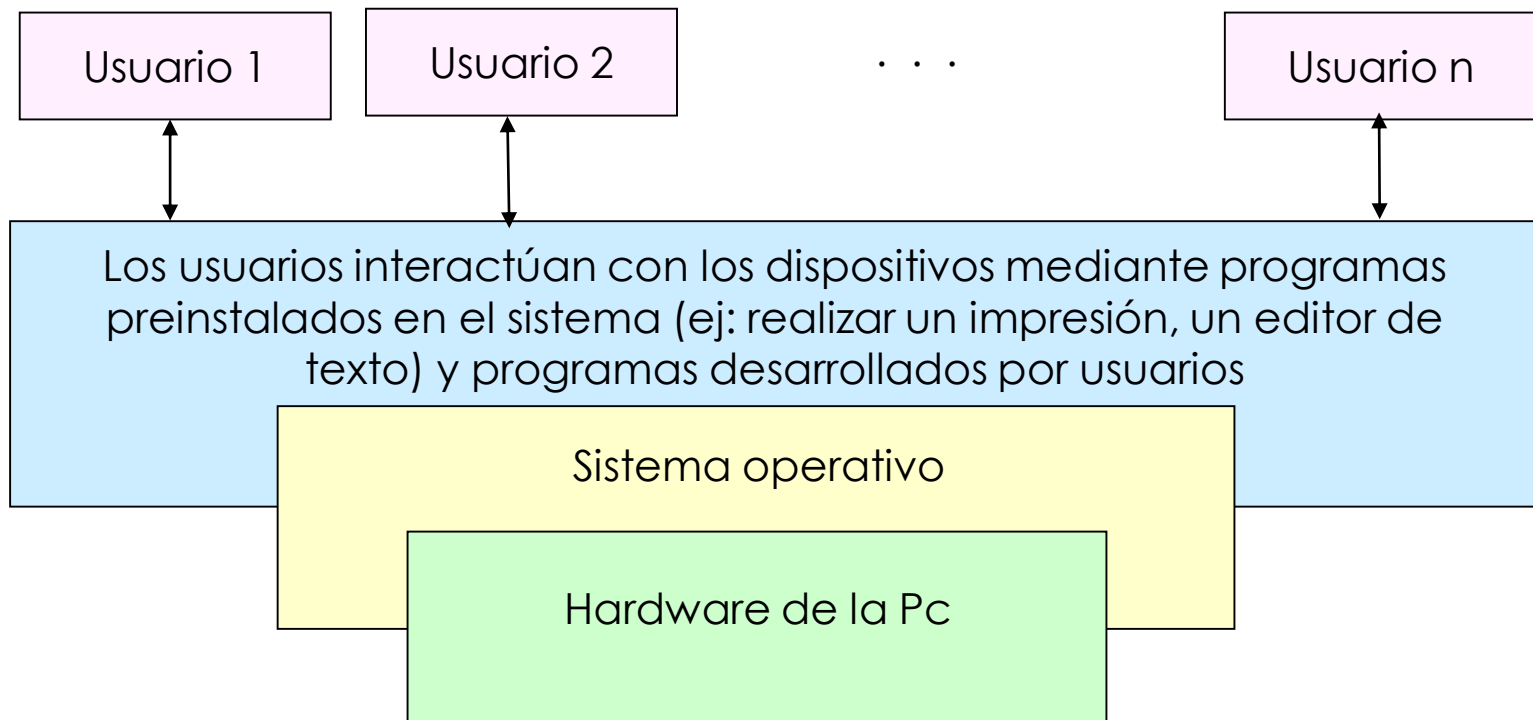 Usuario 1
Usuario 2
. . .
Usuario n
Los usuarios interactúan con los dispositivos mediante programas
preinstalados en el sistema (ej: realizar un impresión, un editor de
texto) y programas desarrollados por usuarios
Sistema operativo
Hardware de la Pc